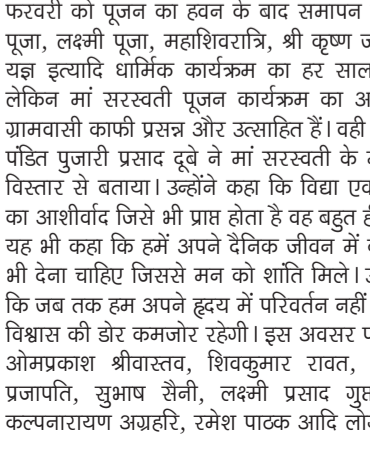 फरवरी को पूजन का हवन के बाद समापन
पूजा, लक्ष्मी पूजा, महाशिवरात्रि, श्री कृष्ण
यज्ञ इत्यादि धार्मिक कार्यक्रम का हर साल
लेकिन मां सरस्वती पूजन कार्यक्रम का
ग्रामवासी काफी प्रसन्न और उत्साहित हैं। वही
पंडित पुजारी प्रसाद दूबे ने मां सरस्वती के
विस्तार से बताया। उन्होंने कहा कि विद्या
का आशीर्वाद जिसे भी प्राप्त होता है वह बहुत
यह भी कहा कि हमें अपने दैनिक जीवन में
भी देना चाहिए जिससे मन को शांति मिले।
कि जब तक हम अपने हृदय में परिवर्तन नहीं
विश्वास की डोर कमजोर रहेगी। इस अवसर
ओमप्रकाश श्रीवास्तव, शिवकुमार रावत,
प्रजापति, सुभाष सैनी, लक्ष्मी प्रसाद
कल्पनारायण अग्रहरि, रमेश पाठक आदि